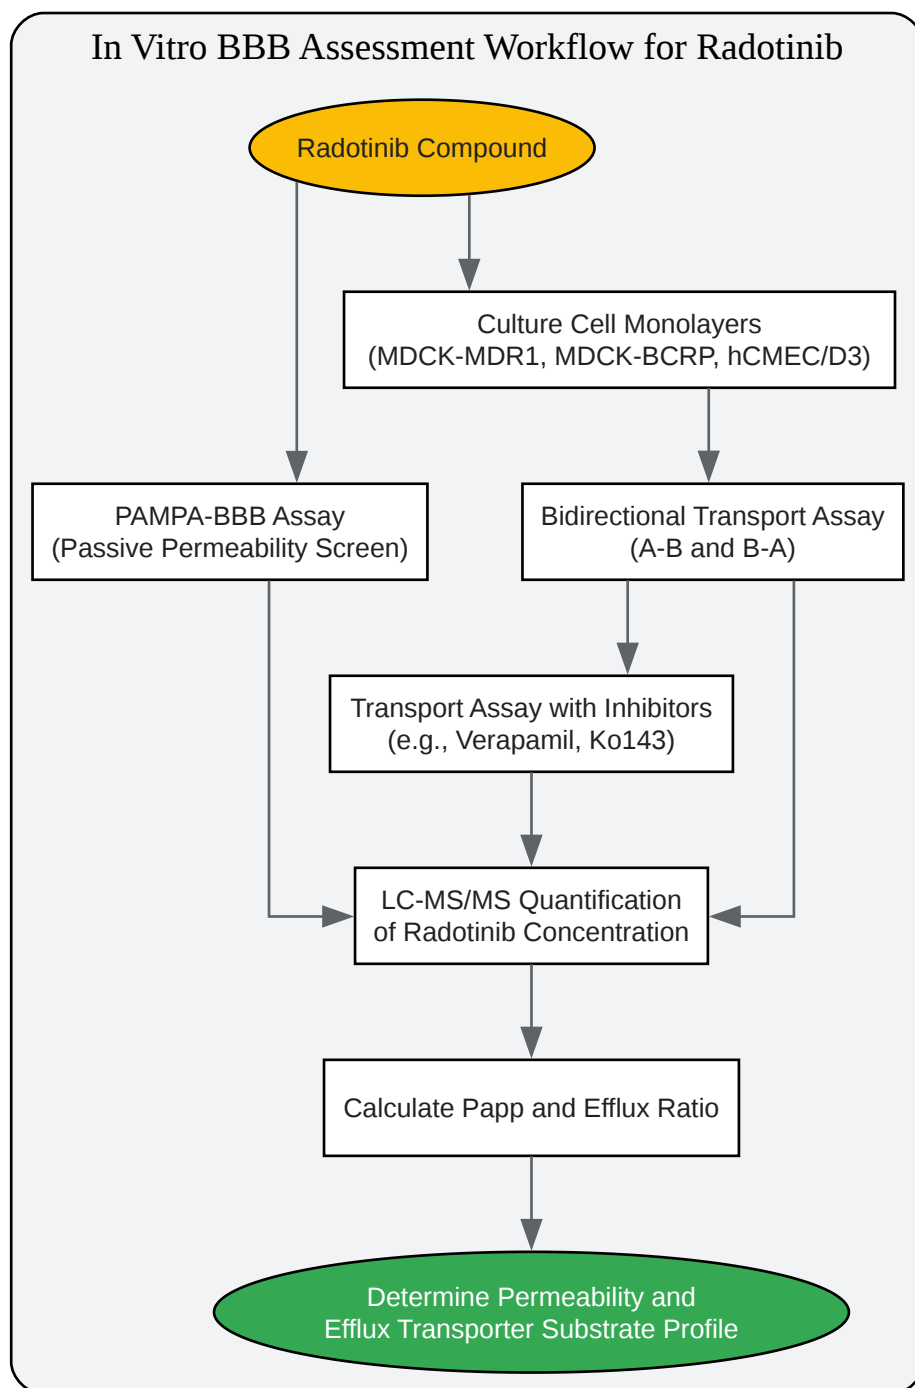 In Vitro BBB Assessment Workflow for Radotinib
Radotinib Compound
Culture Cell Monolayers
(MDCK-MDR1, MDCK-BCRP, hCMEC/D3)
PAMPA-BBB Assay
(Passive Permeability Screen)
Bidirectional Transport Assay
(A-B and B-A)
Transport Assay with Inhibitors
(e.g., Verapamil, Ko143)
LC-MS/MS Quantification
of Radotinib Concentration
Calculate Papp and Efflux Ratio
Determine Permeability and
Efflux Transporter Substrate Profile